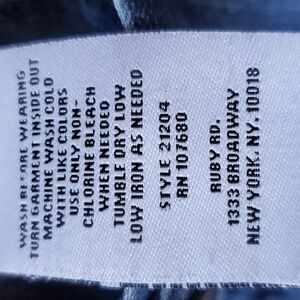 WASH BEFORE WEARING
TURN GARMENT INSIDE OUT
MACHINE WASH COLD
WITH LIKE COLORS
USE ONLY NON-
CHLORINE BLEACH
WHEN NEEDED
TUMBLE DRY LOW
LOW IRON AS NEEDED
STYLE 21204
RN 107680
RUBY RD.
1333 BROADWAY
NEW YORK, NY. 10018